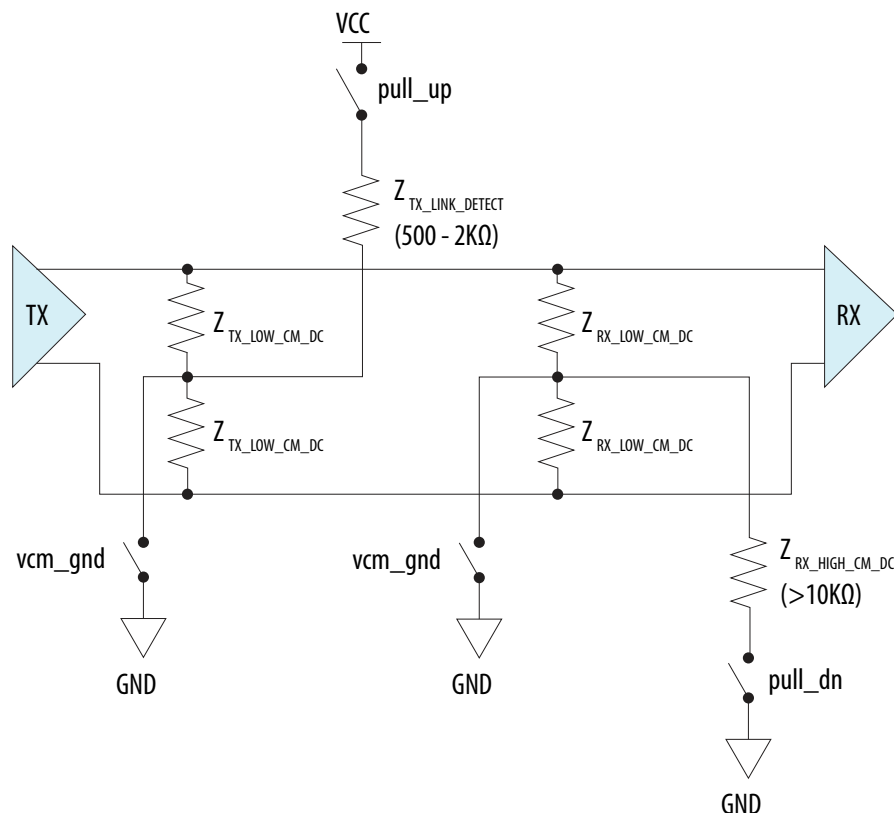 VCC
pull_up
Z TX_LINK_DETECT
(500 - 2KΩ)
TX
RX
Z TX_LOW_CM_DC
Z RX_LOW_CM_DC
Z TX_LOW_CM_DC
Z RX_LOW_CM_DC
vcm_gnd
vcm_gnd
Z RX_HIGH_CM_DC
(>10KΩ)
GND
GND
pull_dn
GND